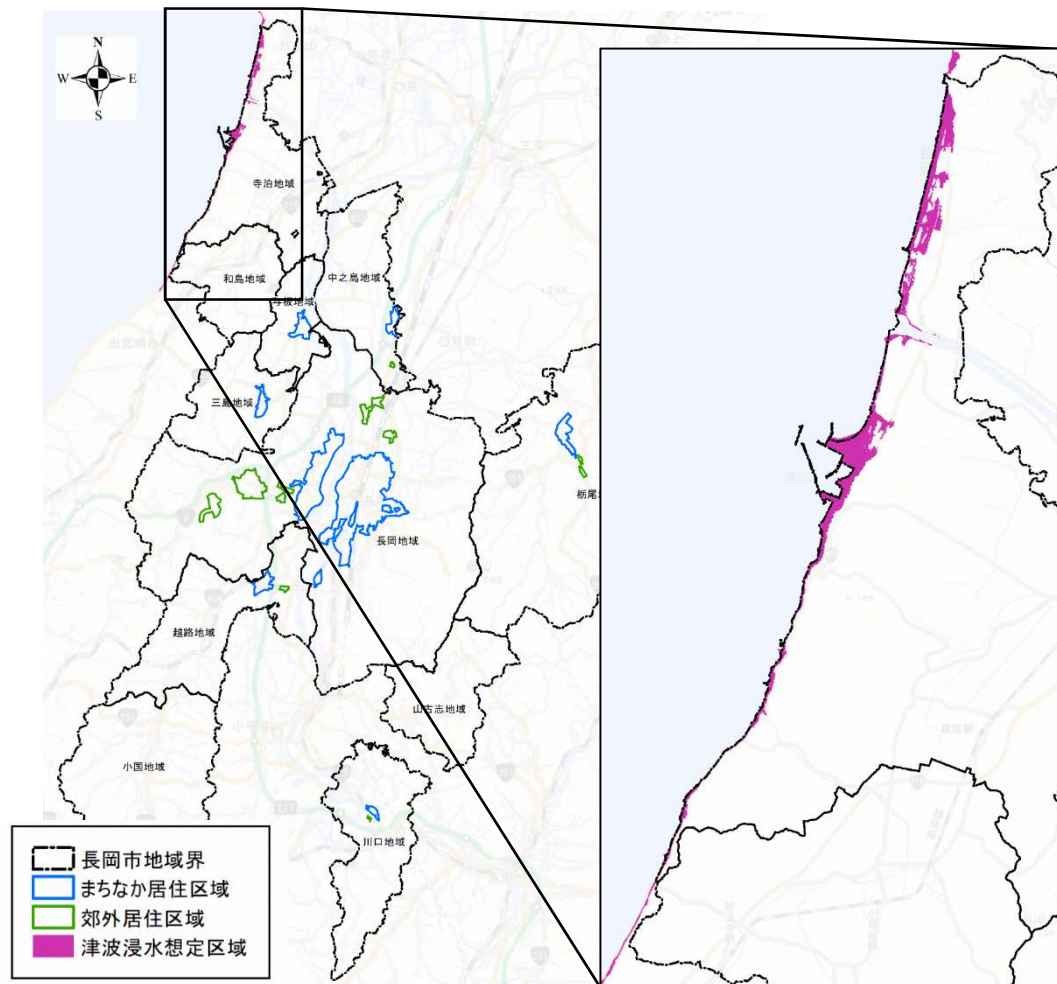 N
W
E
S
寺泊地域
和島地域
中之島地域
与板地域
三島地域
長岡地域
栃尾
越路地域
山古志地域
小国地域
川口地域
長岡市地域界
まちなか居住区域
郊外居住区域
津波浸水想定区域